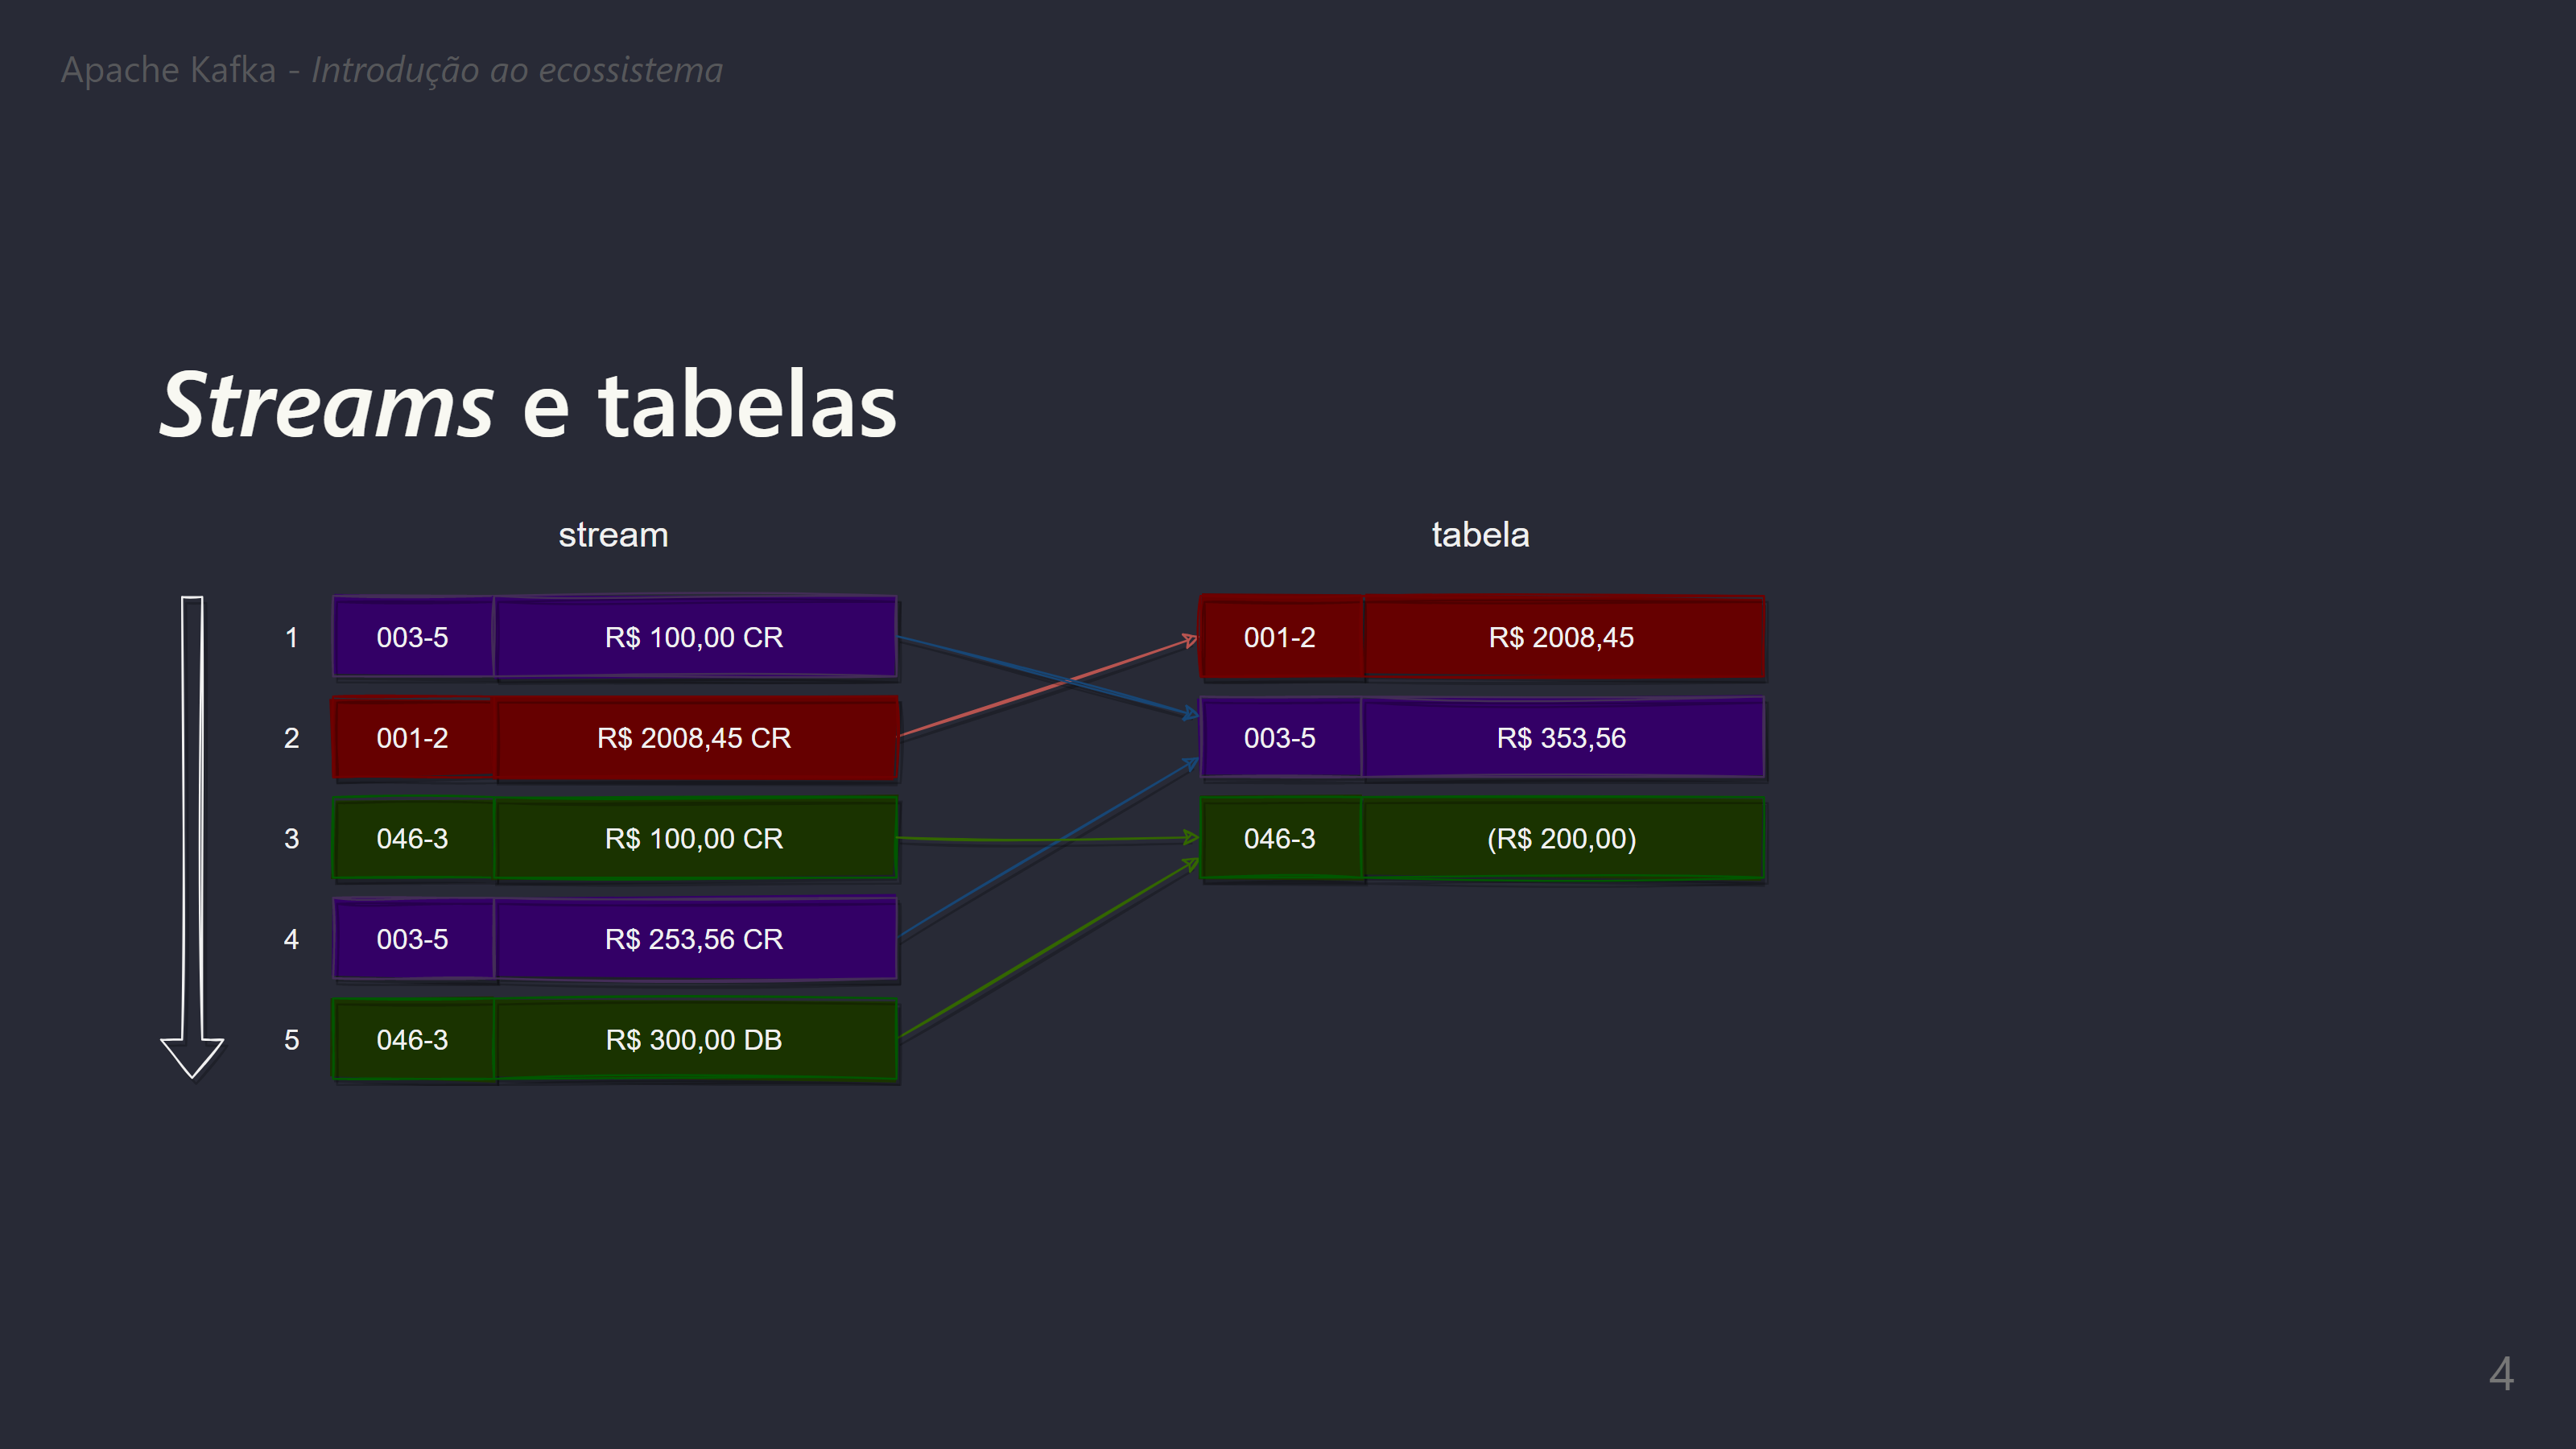 Apache Kafka - Introdução ao ecossistema
Streams e tabelas
stream
1 003-5 R$ 100,00 CR
2 001-2 R$ 2008,45 CR
3 046-3 R$ 100,00 CR
4 003-5 R$ 253,56 CR
5 046-3 R$ 300,00 DB
tabela
001-2 R$ 2008,45
003-5 R$ 353,56
046-3 (R$ 200,00)
4